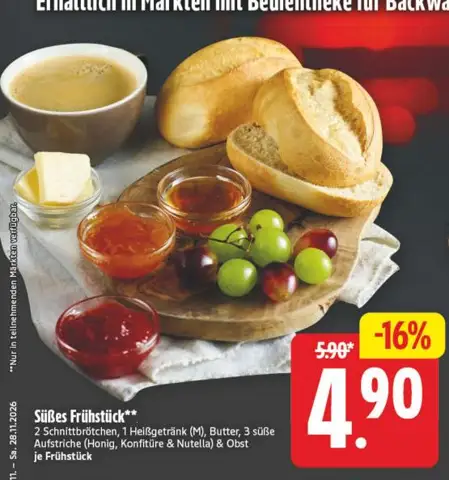 Erhältlich in Märkten mit Bedientheke für Backwa
-16%
5.90*
4.90
Süßes Frühstück**
2 Schnittbrötchen, 1 Heißgetränk (M), Butter, 3 süße
Aufstriche (Honig, Konfitüre & Nutella) & Obst
je Frühstück
**Nur in teilnehmenden Märkten verfügbar.
11. – Sa. 28.11.2026